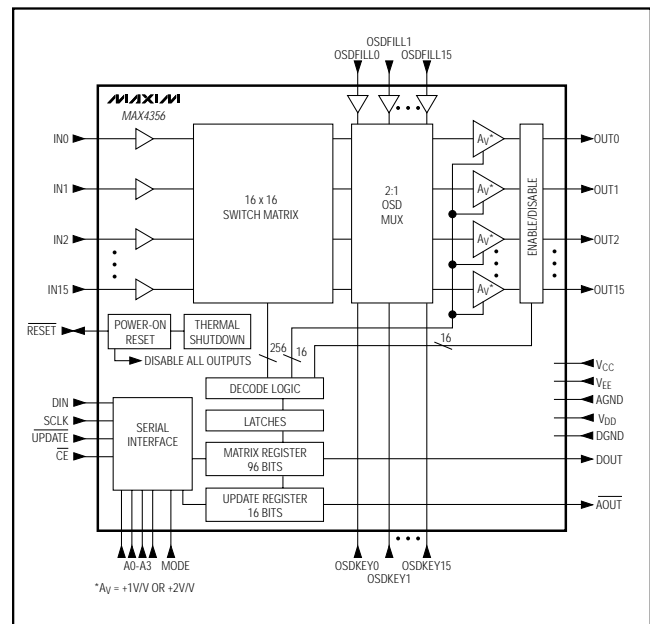 OSDFILL1
OSDFILL0 OSDFILL15
MAXIM
MAX4356
IN0
IN1
IN2
IN15
16 x 16
SWITCH MATRIX
2:1
OSD
MUX
AV*
AV*
AV*
AV*
ENABLE/DISABLE
OUT0
OUT1
OUT2
OUT15
RESET
POWER-ON
RESET
THERMAL
SHUTDOWN
DISABLE ALL OUTPUTS
256
16
16
DECODE LOGIC
LATCHES
MATRIX REGISTER
96 BITS
UPDATE REGISTER
16 BITS
DIN
SCLK
UPDATE
CE
SERIAL
INTERFACE
VCC
VEE
AGND
VDD
DGND
DOUT
AOUT
A0-A3 MODE
OSDKEY0 OSDKEY15
OSDKEY1
*AV = +1V/V OR +2V/V